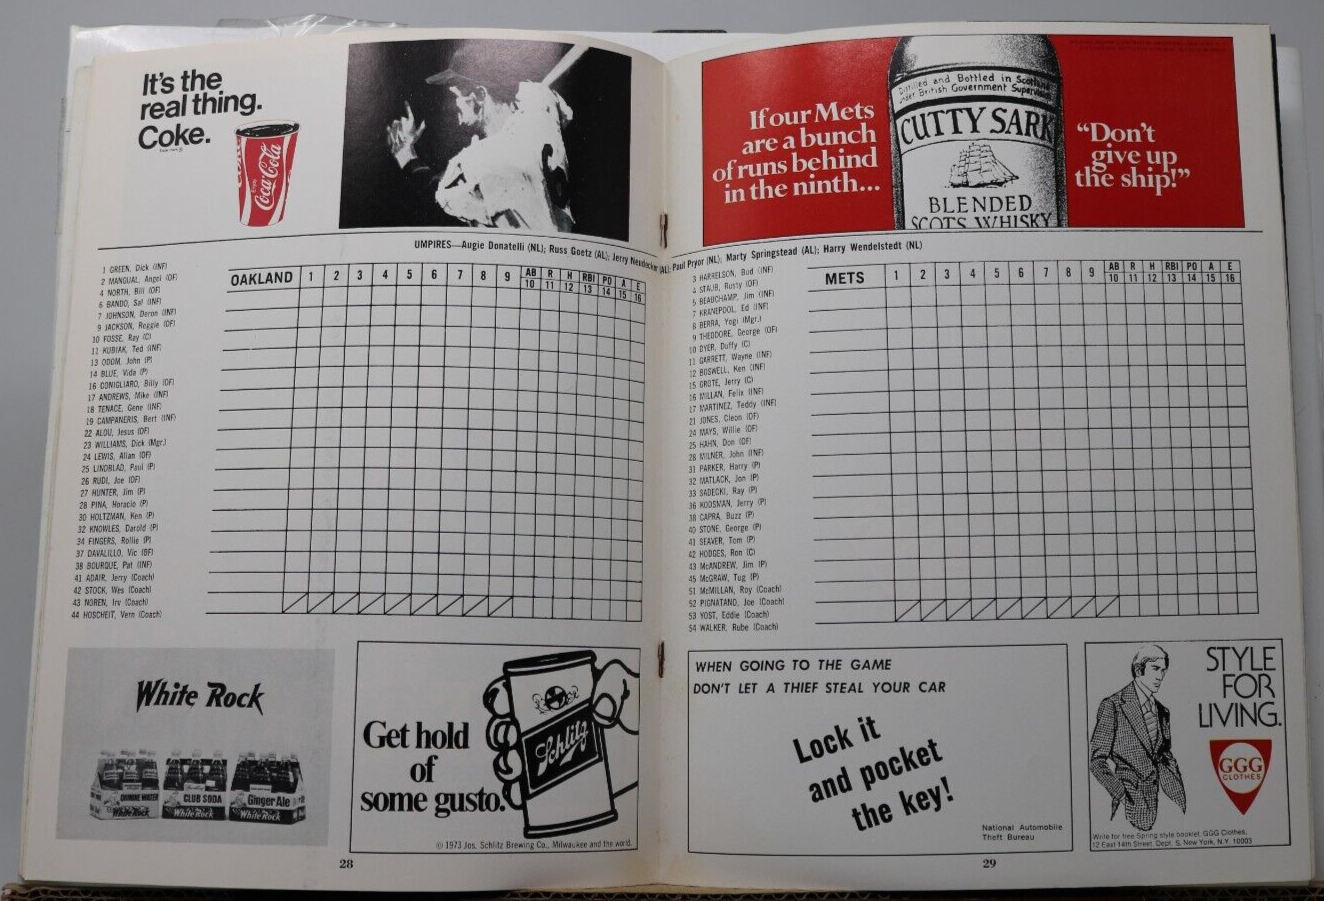 It's the
real thing.
Coke.
Trade-mark ®
Enjoy
Coca-Cola
UMPIRES—Augie Donatelli (NL); Russ Goetz (AL); Jerry Neudecker (AL); Paul Pryor (NL); Marty Springstead (AL); Harry Wendelstedt (NL)
1 GREEN, Dick (INF)
2 MANGUAL, Angel (OF)
4 NORTH, Bill (OF)
6 BANDO, Sal (INF)
7 JOHNSON, Deron (INF)
9 JACKSON, Reggie (OF)
10 FOSSE, Ray (C)
11 KUBIAK, Ted (INF)
13 ODOM, John (P)
14 BLUE, Vida (P)
16 CONIGLIARO, Billy (OF)
17 ANDREWS, Mike (INF)
18 TENACE, Gene (INF)
19 CAMPANERIS, Bert (INF)
22 ALOU, Jesus (OF)
23 WILLIAMS, Dick (Mgr.)
24 LEWIS, Allan (OF)
25 LINDBLAD, Paul (P)
26 RUDI, Joe (OF)
27 HUNTER, Jim (P)
28 PINA, Horacio (P)
30 HOLTZMAN, Ken (P)
32 KNOWLES, Darold (P)
34 FINGERS, Rollie (P)
37 DAVALILLO, Vic (OF)
38 BOURQUE, Pat (INF)
41 ADAIR, Jerry (Coach)
42 STOCK, Wes (Coach)
43 NOREN, Irv (Coach)
44 HOSCHEIT, Vern (Coach)
OAKLAND 1 2 3 4 5 6 7 8 9 AB R H RBI PO A E
10 11 12 13 14 15 16
White Rock
QUININE WATER
White Rock
CLUB SODA
White Rock
Ginger Ale
White Rock
Get hold
of
some gusto.
Schlitz
© 1973 Jos. Schlitz Brewing Co., Milwaukee and the world.
28
If our Mets
are a bunch
of runs behind
in the ninth...
Distilled and Bottled in Scotland
under British Government Supervision
CUTTY SARK
BLENDED
SCOTS WHISKY
"Don't
give up
the ship!"
3 HARRELSON, Bud (INF)
4 STAUB, Rusty (OF)
5 BEAUCHAMP, Jim (INF)
7 KRANEPOOL, Ed (INF)
8 BERRA, Yogi (Mgr.)
9 THEODORE, George (OF)
10 DYER, Duffy (C)
11 GARRETT, Wayne (INF)
12 BOSWELL, Ken (INF)
15 GROTE, Jerry (C)
16 MILLAN, Felix (INF)
17 MARTINEZ, Teddy (INF)
21 JONES, Cleon (OF)
24 MAYS, Willie (OF)
25 HAHN, Don (OF)
28 MILNER, John (INF)
31 PARKER, Harry (P)
32 MATLACK, Jon (P)
33 SADECKI, Ray (P)
36 KOOSMAN, Jerry (P)
38 CAPRA, Buzz (P)
40 STONE, George (P)
41 SEAVER, Tom (P)
42 HODGES, Ron (C)
43 McANDREW, Jim (P)
45 McGRAW, Tug (P)
51 McMILLAN, Roy (Coach)
52 PIGNATANO, Joe (Coach)
53 YOST, Eddie (Coach)
54 WALKER, Rube (Coach)
METS 1 2 3 4 5 6 7 8 9 AB R H RBI PO A E
10 11 12 13 14 15 16
WHEN GOING TO THE GAME
DON'T LET A THIEF STEAL YOUR CAR
Lock it
and pocket
the key!
National Automobile
Theft Bureau
STYLE
FOR
LIVING.
GGG
CLOTHES
Write for free Spring style booklet. GGG Clothes,
12 East 14th Street. Dept. S, New York, N.Y. 10003
29